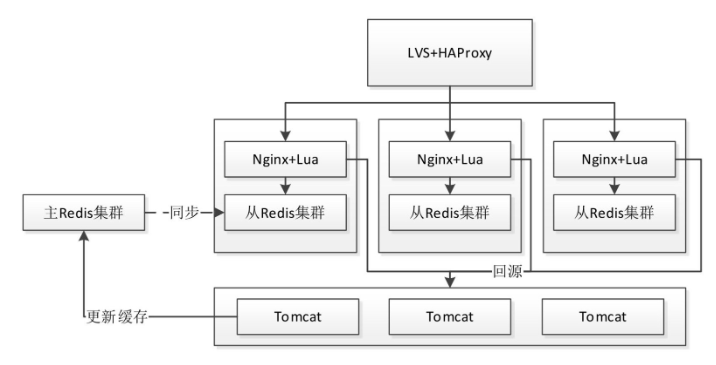 LVS+HAProxy
Nginx+Lua
Nginx+Lua
Nginx+Lua
主Redis集群
同步
从Redis集群
从Redis集群
从Redis集群
回源
更新缓存
Tomcat
Tomcat
Tomcat